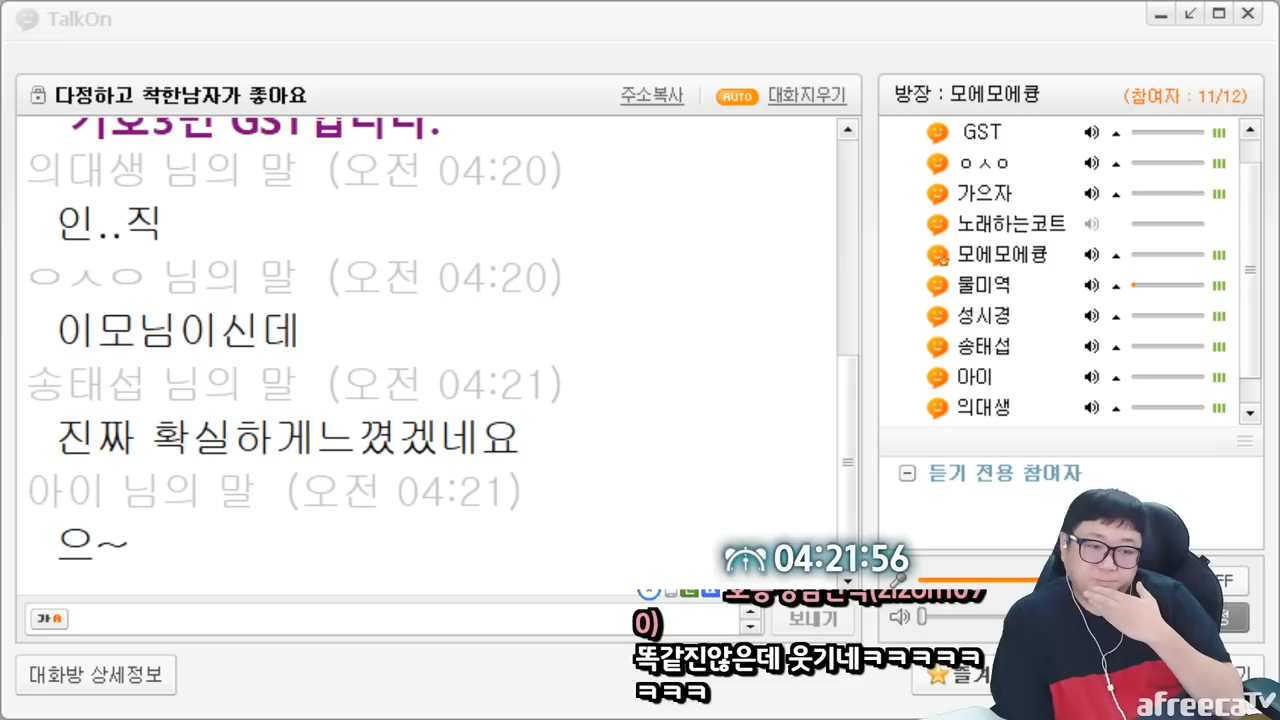 TalkOn
다정하고 착한남자가 좋아요
주소복사
AUTO 대화지우기
방장 : 모에모에큥
(참여자 : 11/12)
의대생 님의 말 (오전 04:20)
인..직
ㅇㅅㅇ 님의 말 (오전 04:20)
이모님이신데
송태섭 님의 말 (오전 04:21)
진짜 확실하게느꼈겠네요
아이 님의 말 (오전 04:21)
으~
GST
ㅇㅅㅇ
가으자
노래하는코트
모에모에큥
물미역
성시경
송태섭
아이
의대생
듣기 전용 참여자
04:21:56
가A
보내기
0)
똑같진않은데 웃기네ㅋㅋㅋㅋㅋ
ㅋㅋㅋ
대화방 상세정보
afreecaTV